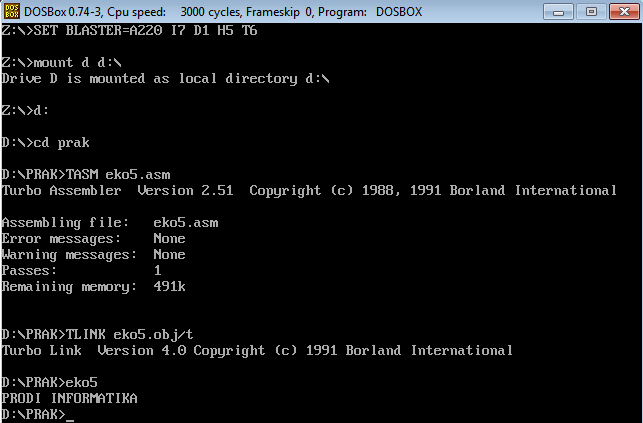 DOSBox 0.74-3, Cpu speed: 3000 cycles, Frameskip 0, Program: DOSBOX
Z:\>SET BLASTER=A220 I7 D1 H5 T6
Z:\>mount d d:\
Drive D is mounted as local directory d:\
Z:\>d:
D:\>cd prak
D:\PRAK>TASM eko5.asm
Turbo Assembler  Version 2.51  Copyright (c) 1988, 1991 Borland International
Assembling file:   eko5.asm
Error messages:    None
Warning messages:  None
Passes:            1
Remaining memory:  491k
D:\PRAK>TLINK eko5.obj/t
Turbo Link  Version 4.0 Copyright (c) 1991 Borland International
D:\PRAK>eko5
PRODI INFORMATIKA
D:\PRAK>_